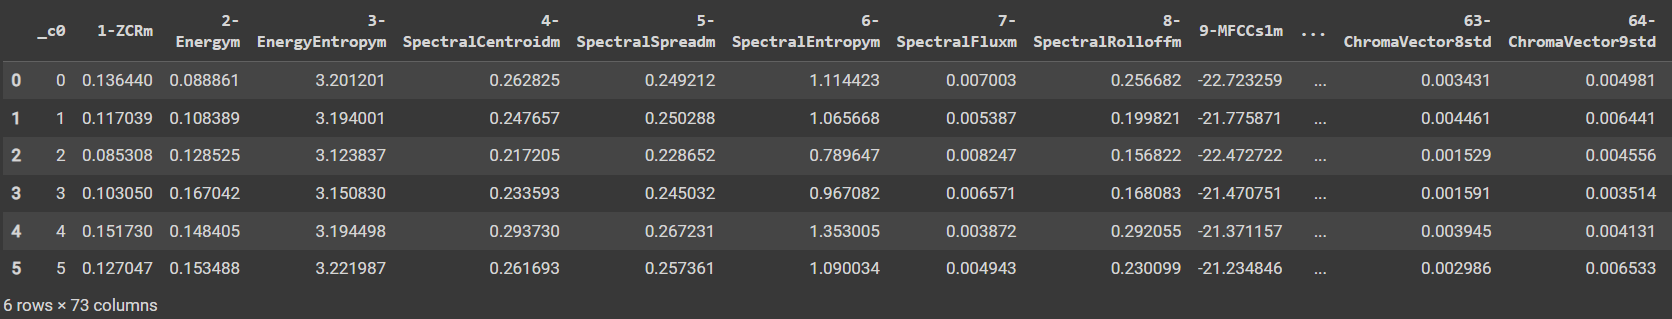 _c0 1-ZCRm 2-Energym 3-EnergyEntropym 4-SpectralCentroidm 5-SpectralSpreadm 6-SpectralEntropym 7-SpectralFluxm 8-SpectralRolloffm 9-MFCCs1m ... 63-ChromaVector8std 64-ChromaVector9std
0 0 0.136440 0.088861 3.201201 0.262825 0.249212 1.114423 0.007003 0.256682 -22.723259 ... 0.003431 0.004981
1 1 0.117039 0.108389 3.194001 0.247657 0.250288 1.065668 0.005387 0.199821 -21.775871 ... 0.004461 0.006441
2 2 0.085308 0.128525 3.123837 0.217205 0.228652 0.789647 0.008247 0.156822 -22.472722 ... 0.001529 0.004556
3 3 0.103050 0.167042 3.150830 0.233593 0.245032 0.967082 0.006571 0.168083 -21.470751 ... 0.001591 0.003514
4 4 0.151730 0.148405 3.194498 0.293730 0.267231 1.353005 0.003872 0.292055 -21.371157 ... 0.003945 0.004131
5 5 0.127047 0.153488 3.221987 0.261693 0.257361 1.090034 0.004943 0.230099 -21.234846 ... 0.002986 0.006533
6 rows × 73 columns